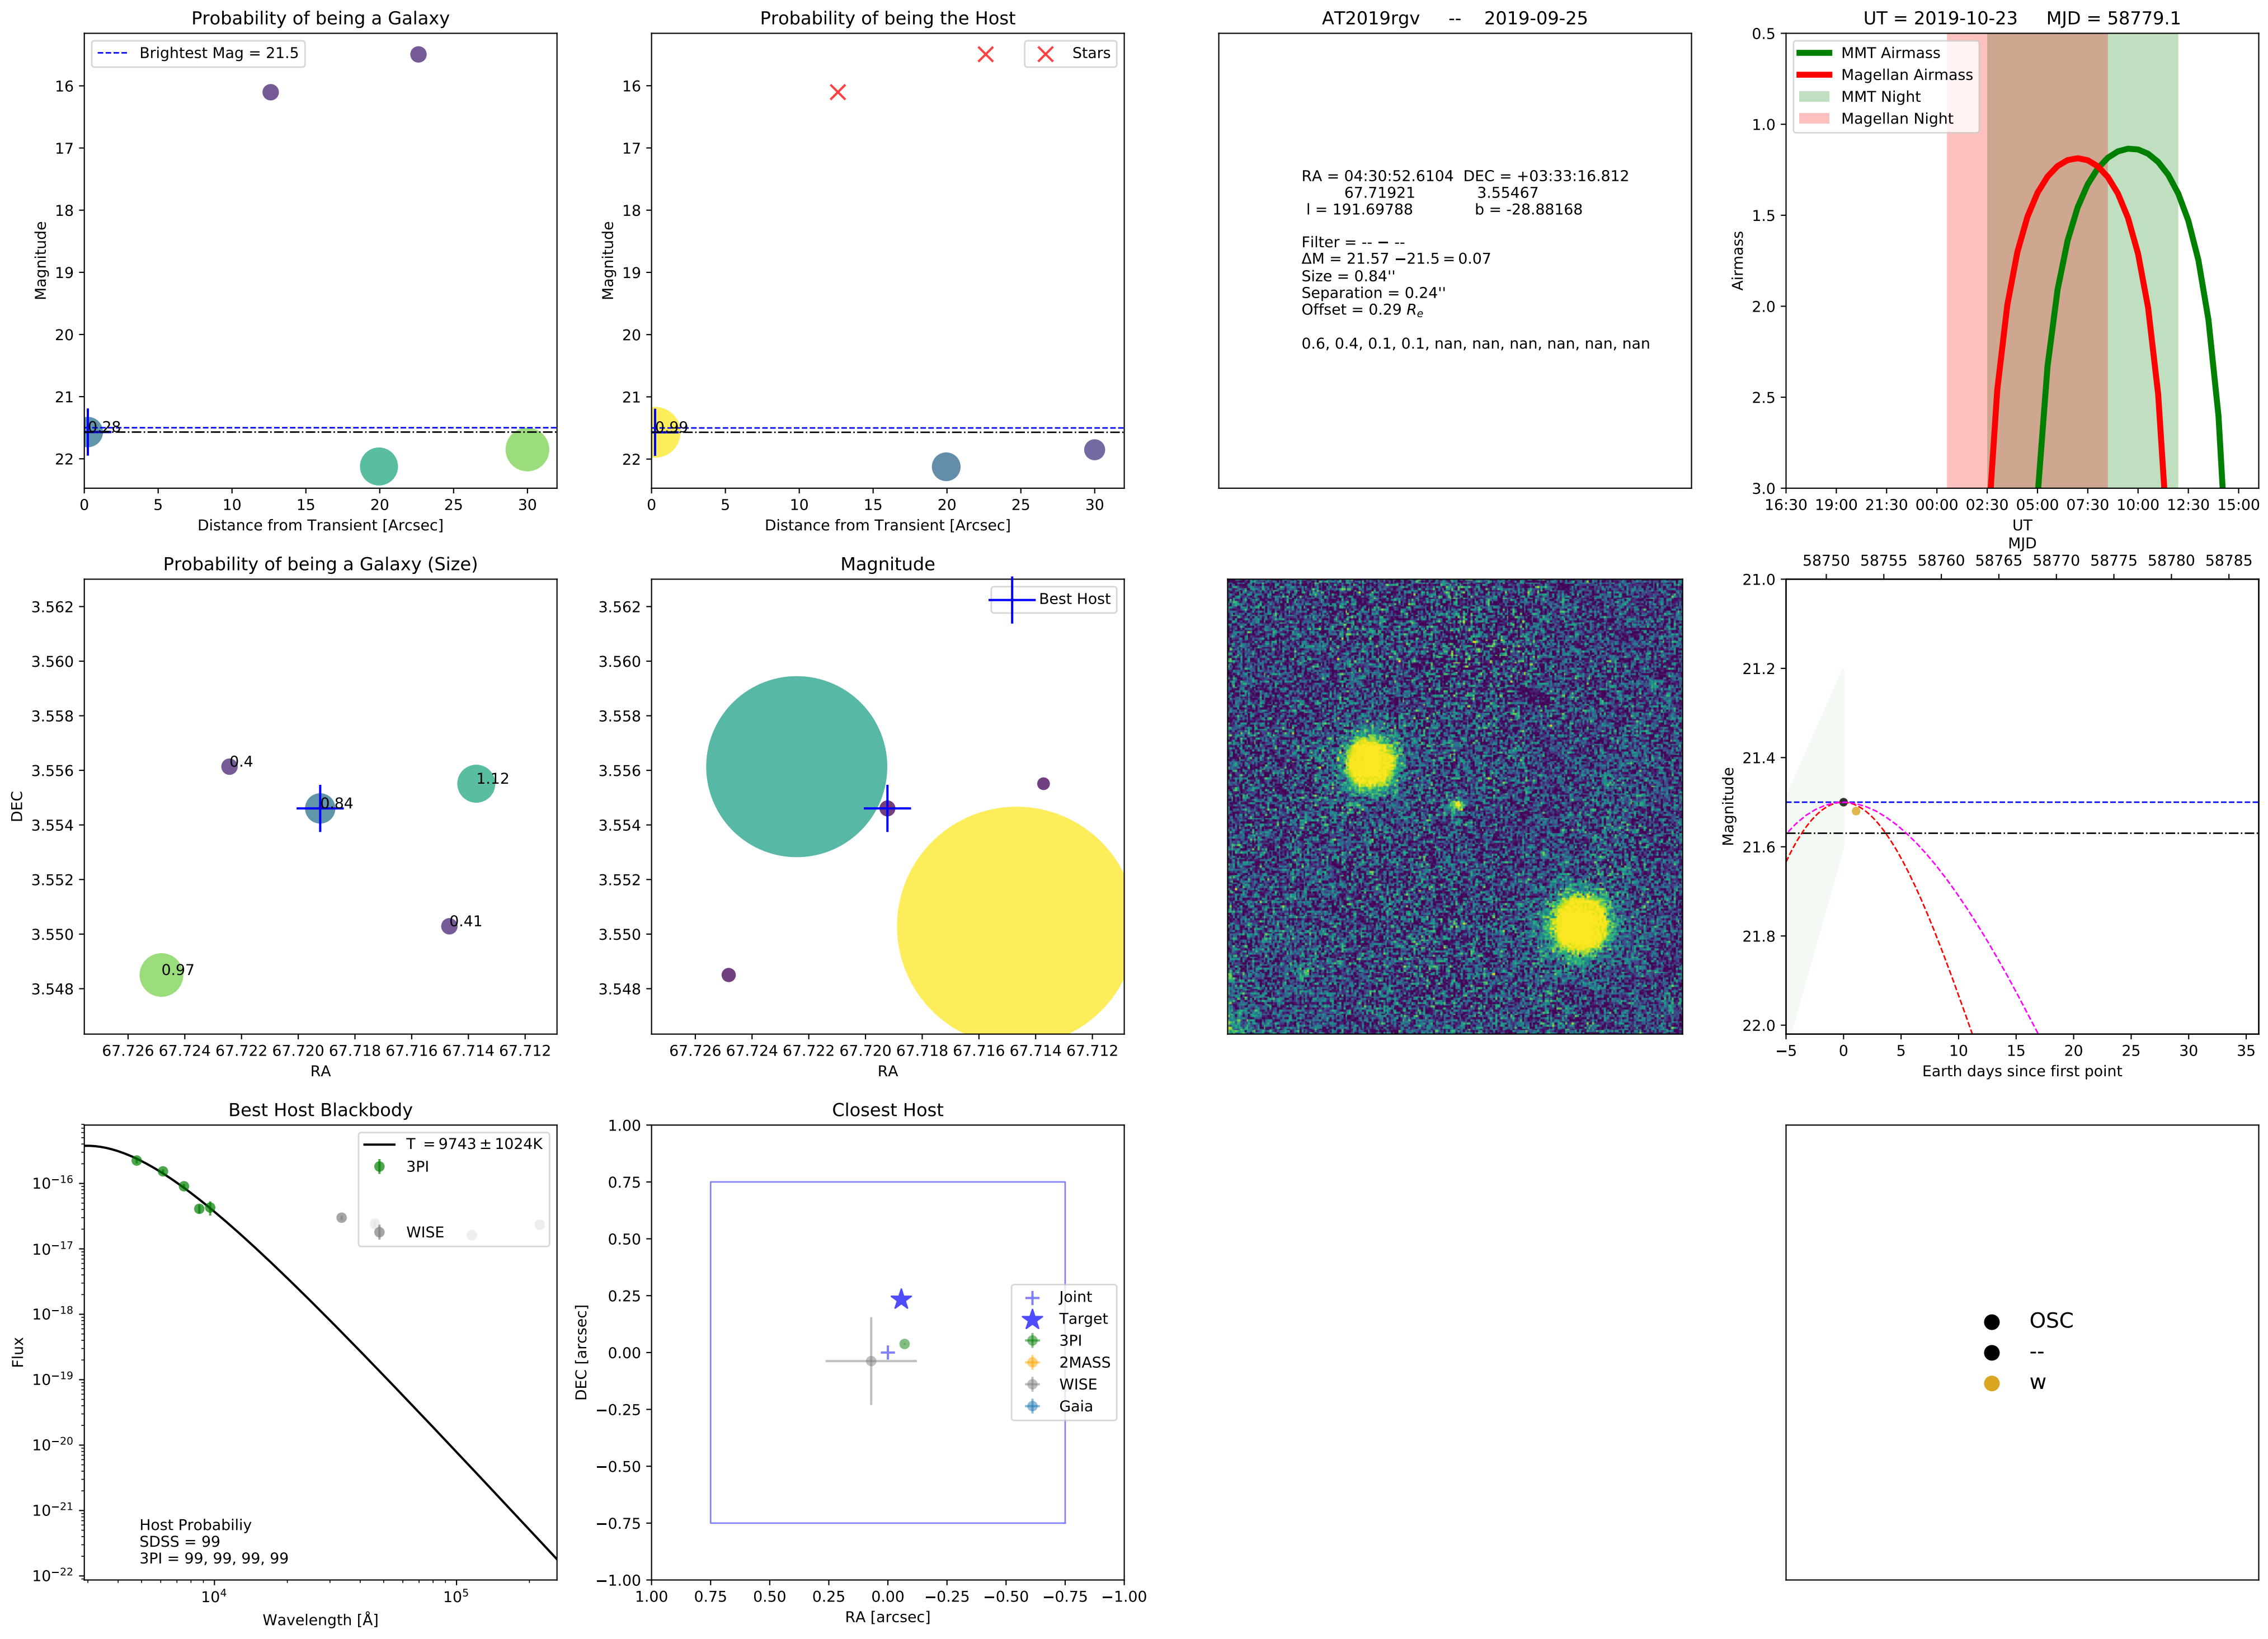 Probability of being a Galaxy
Brightest Mag = 21.5
16
17
18
19
20
21
22
Magnitude
0.28
0 5 10 15 20 25 30
Distance from Transient [Arcsec]
Probability of being the Host
Stars
16
17
18
19
20
21
22
Magnitude
0.99
0 5 10 15 20 25 30
Distance from Transient [Arcsec]
AT2019rgv -- 2019-09-25
RA = 04:30:52.6104 DEC = +03:33:16.812
67.71921 3.55467
l = 191.69788 b = -28.88168
Filter = -- − --
ΔM = 21.57 −21.5 = 0.07
Size = 0.84''
Separation = 0.24''
Offset = 0.29 Re
0.6, 0.4, 0.1, 0.1, nan, nan, nan, nan, nan, nan
UT = 2019-10-23 MJD = 58779.1
MMT Airmass
Magellan Airmass
MMT Night
Magellan Night
0.5
1.0
1.5
2.0
2.5
3.0
Airmass
16:30 19:00 21:30 00:00 02:30 05:00 07:30 10:00 12:30 15:00
UT
Probability of being a Galaxy (Size)
3.562
3.560
3.558
3.556
3.554
3.552
3.550
3.548
DEC
0.4
1.12
0.84
0.41
0.97
67.726 67.724 67.722 67.720 67.718 67.716 67.714 67.712
RA
Magnitude
Best Host
3.562
3.560
3.558
3.556
3.554
3.552
3.550
3.548
67.726 67.724 67.722 67.720 67.718 67.716 67.714 67.712
RA
MJD
58750 58755 58760 58765 58770 58775 58780 58785
21.0
21.2
21.4
21.6
21.8
22.0
Magnitude
−5 0 5 10 15 20 25 30 35
Earth days since first point
Best Host Blackbody
T = 9743 ± 1024K
3PI
WISE
10−16
10−17
10−18
10−19
10−20
10−21
10−22
Flux
Host Probabiliy
SDSS = 99
3PI = 99, 99, 99, 99
104 105
Wavelength [Å]
Closest Host
1.00
0.75
0.50
0.25
0.00
−0.25
−0.50
−0.75
−1.00
DEC [arcsec]
Joint
Target
3PI
2MASS
WISE
Gaia
1.00 0.75 0.50 0.25 0.00 −0.25 −0.50 −0.75 −1.00
RA [arcsec]
OSC
--
w